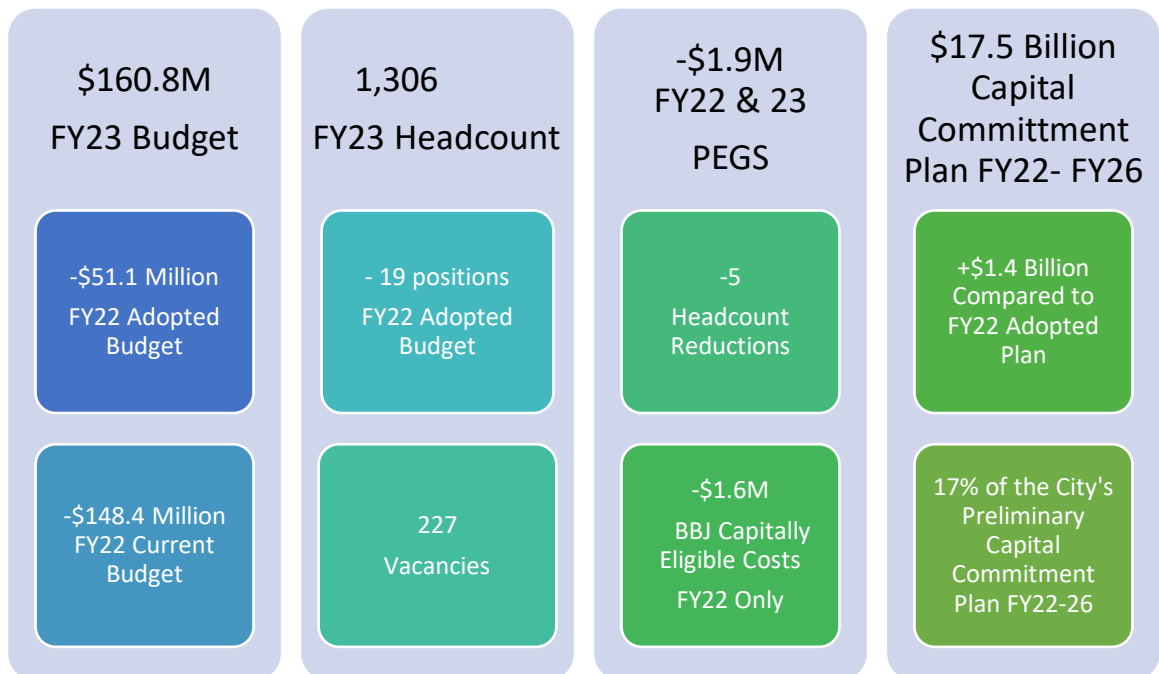 $160.8M
FY23 Budget
-$51.1 Million
FY22 Adopted
Budget
-$148.4 Million
FY22 Current
Budget
1,306
FY23 Headcount
- 19 positions
FY22 Adopted
Budget
227
Vacancies
-$1.9M
FY22 & 23
PEGS
-5
Headcount
Reductions
-$1.6M
BBJ Capitally
Eligible Costs
FY22 Only
$17.5 Billion
Capital
Committment
Plan FY22- FY26
+$1.4 Billion
Compared to
FY22 Adopted
Plan
17% of the City's
Preliminary
Capital
Commitment
Plan FY22-26